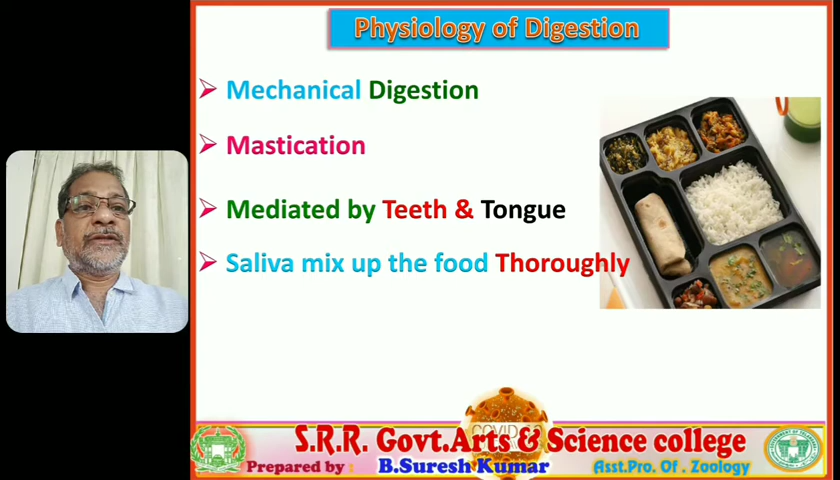 Physiology of Digestion
Mechanical Digestion
Mastication
Mediated by Teeth & Tongue
Saliva mix up the food Thoroughly
S.R.R. Govt.Arts & Science college
Prepared by : B.Suresh Kumar Asst.Pro. Of . Zoology